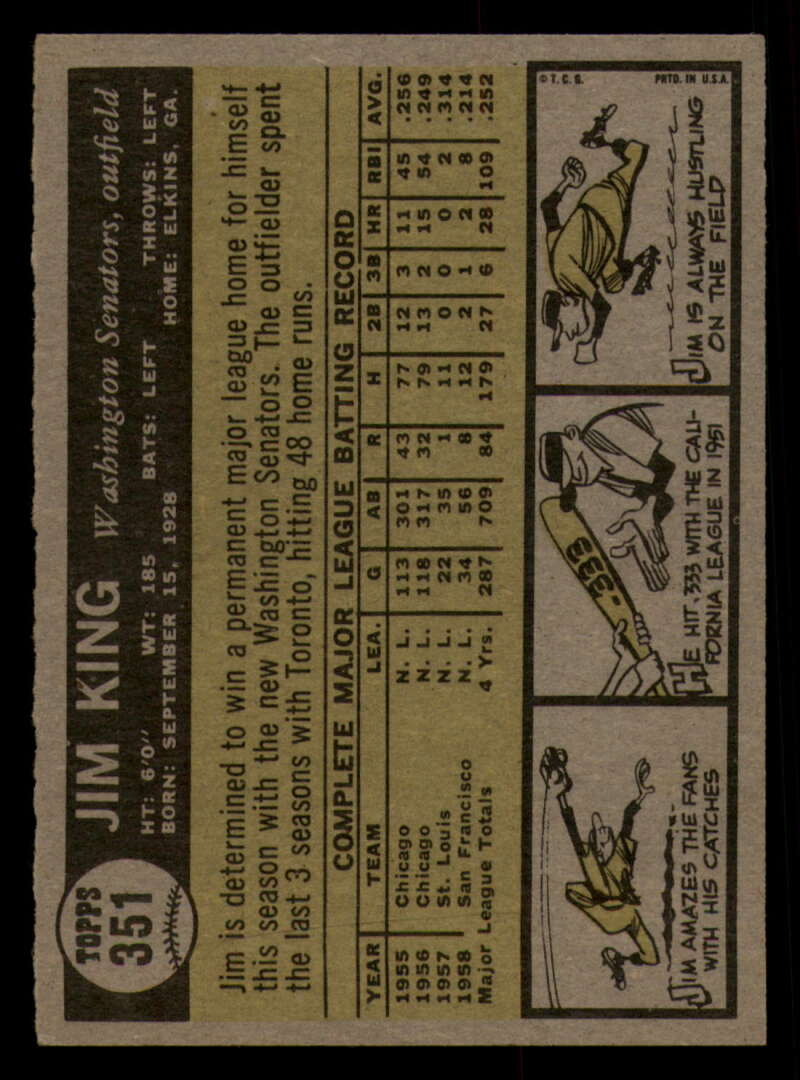 TOPPS
351
JIM KING Washington Senators, outfield
HT: 6'0" WT: 185 BATS: LEFT THROWS: LEFT
BORN: SEPTEMBER 15, 1928 HOME: ELKINS, GA.
Jim is determined to win a permanent major league home for himself
this season with the new Washington Senators. The outfielder spent
the last 3 seasons with Toronto, hitting 48 home runs.
COMPLETE MAJOR LEAGUE BATTING RECORD
YEAR TEAM LEA. G AB R H 2B 3B HR RBI AVG.
1955 Chicago N. L. 113 301 43 77 12 3 11 45 .256
1956 Chicago N. L. 118 317 32 79 13 2 15 54 .249
1957 St. Louis N. L. 22 35 1 11 0 0 0 2 .314
1958 San Francisco N. L. 34 56 8 12 2 1 2 8 .214
Major League Totals 4 Yrs. 287 709 84 179 27 6 28 109 .252
JIM AMAZES THE FANS
WITH HIS CATCHES
.333
HE HIT .333 WITH THE CALI-
FORNIA LEAGUE IN 1951
© T. C. G. PRTD. IN U.S.A.
JIM IS ALWAYS HUSTLING
ON THE FIELD